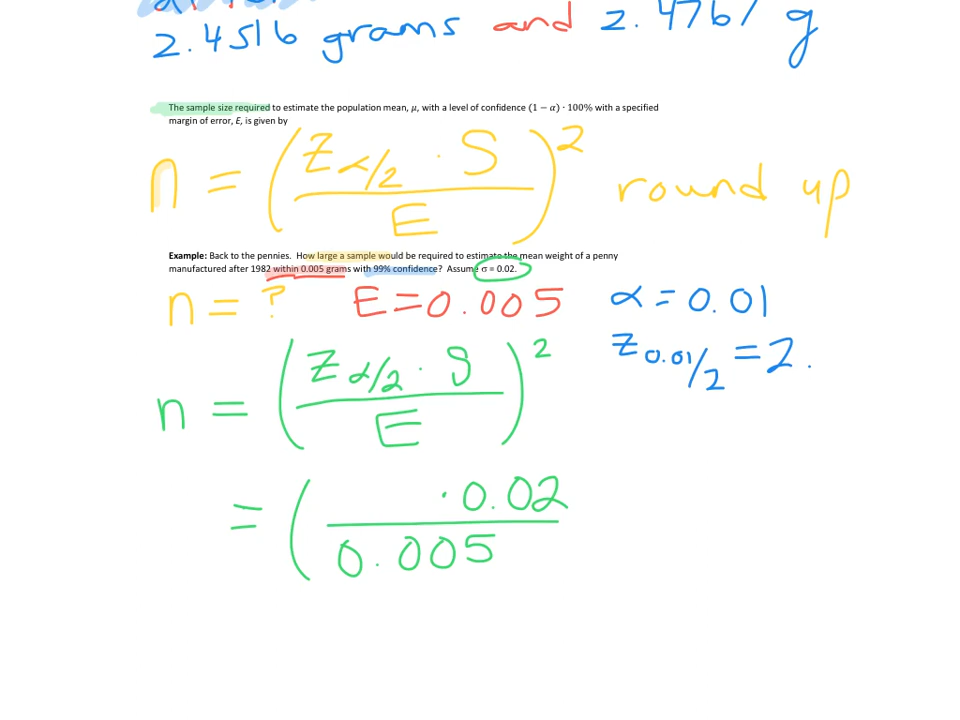 2.4516 grams and 2.4767 g
The sample size required to estimate the population mean, μ, with a level of confidence (1 − α) · 100% with a specified
margin of error, E, is given by
n = (Z α/2 · S / E)² round up
Example: Back to the pennies. How large a sample would be required to estimate the mean weight of a penny
manufactured after 1982 within 0.005 grams with 99% confidence? Assume σ = 0.02.
n = ? E = 0.005 α = 0.01
Z 0.01/2 = 2.
n = (Z α/2 · S / E)²
= ( · 0.02 / 0.005